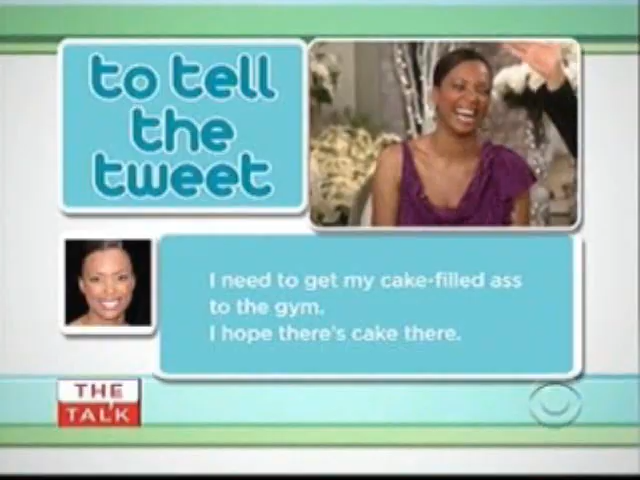 to tell
the
tweet
I need to get my cake-filled ass
to the gym.
I hope there's cake there.
THE
TALK